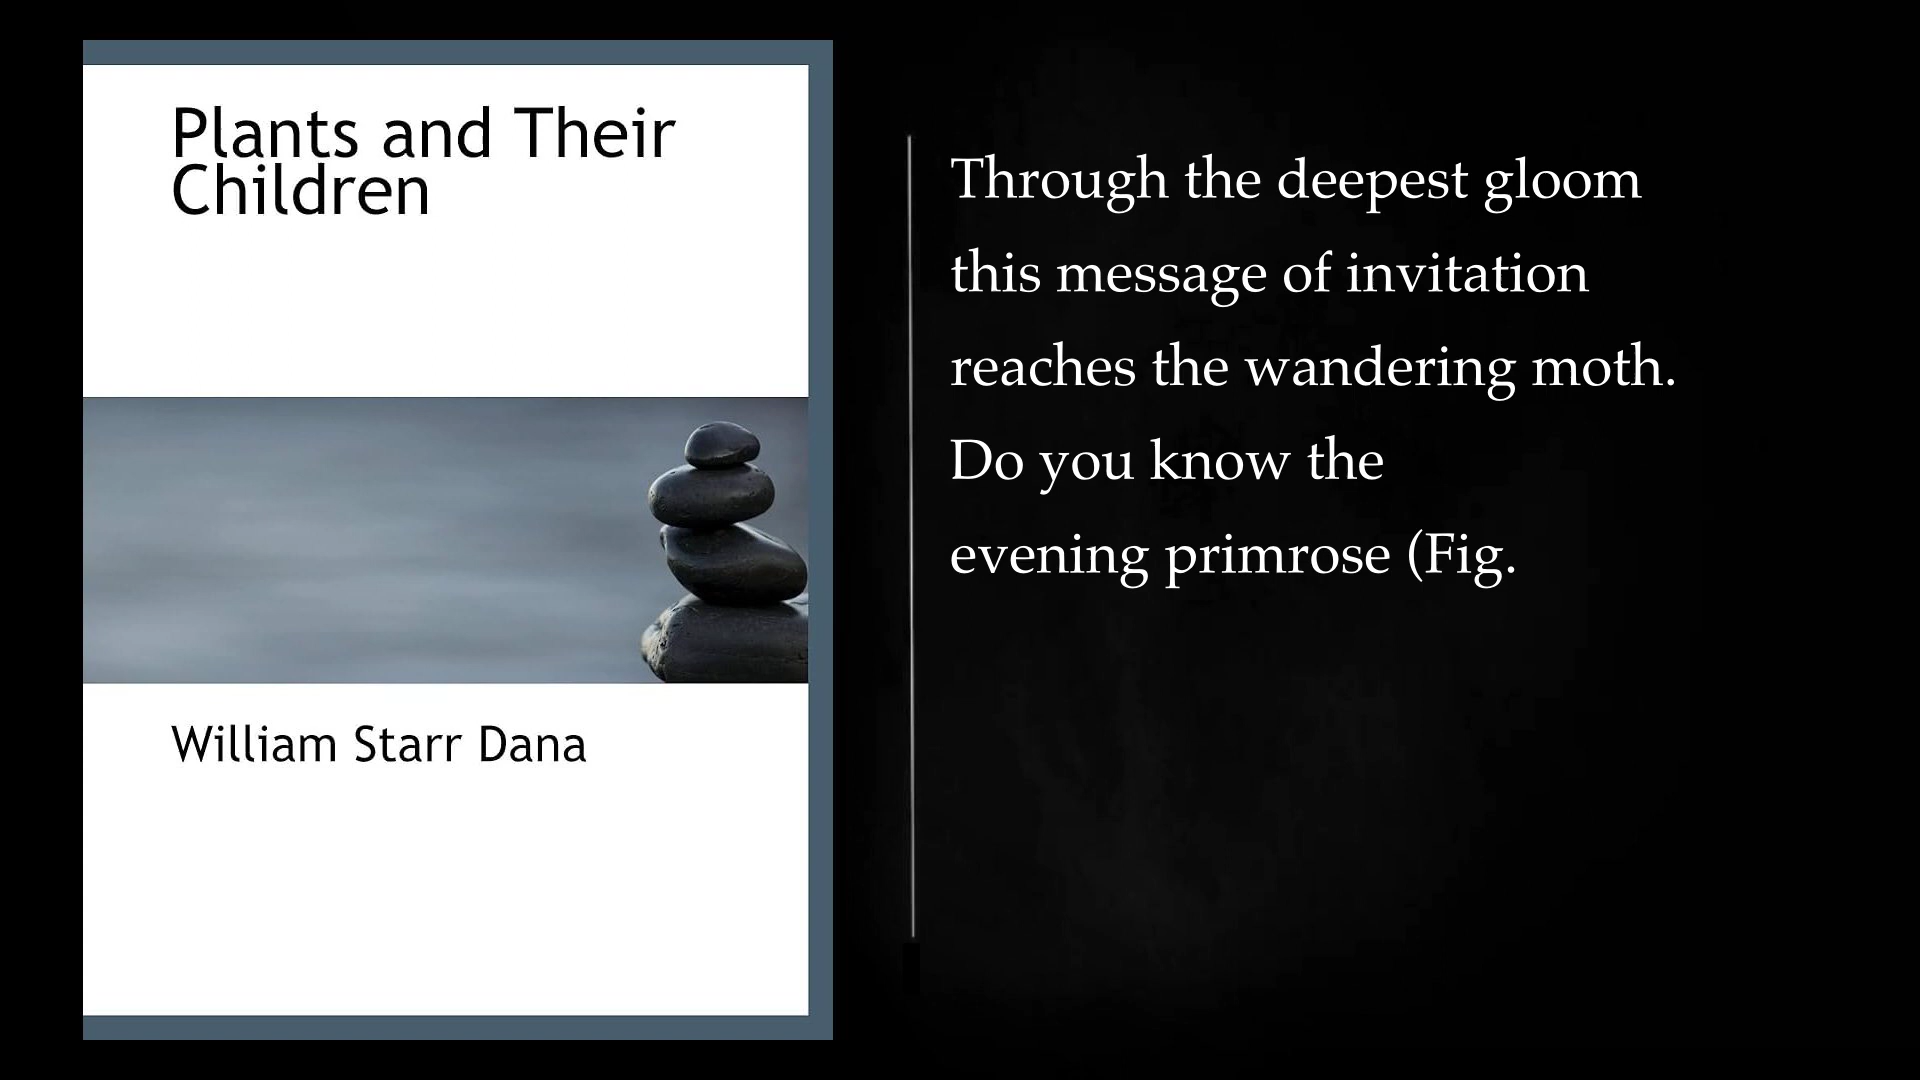 Plants and Their
Children
William Starr Dana
Through the deepest gloom
this message of invitation
reaches the wandering moth.
Do you know the
evening primrose (Fig.